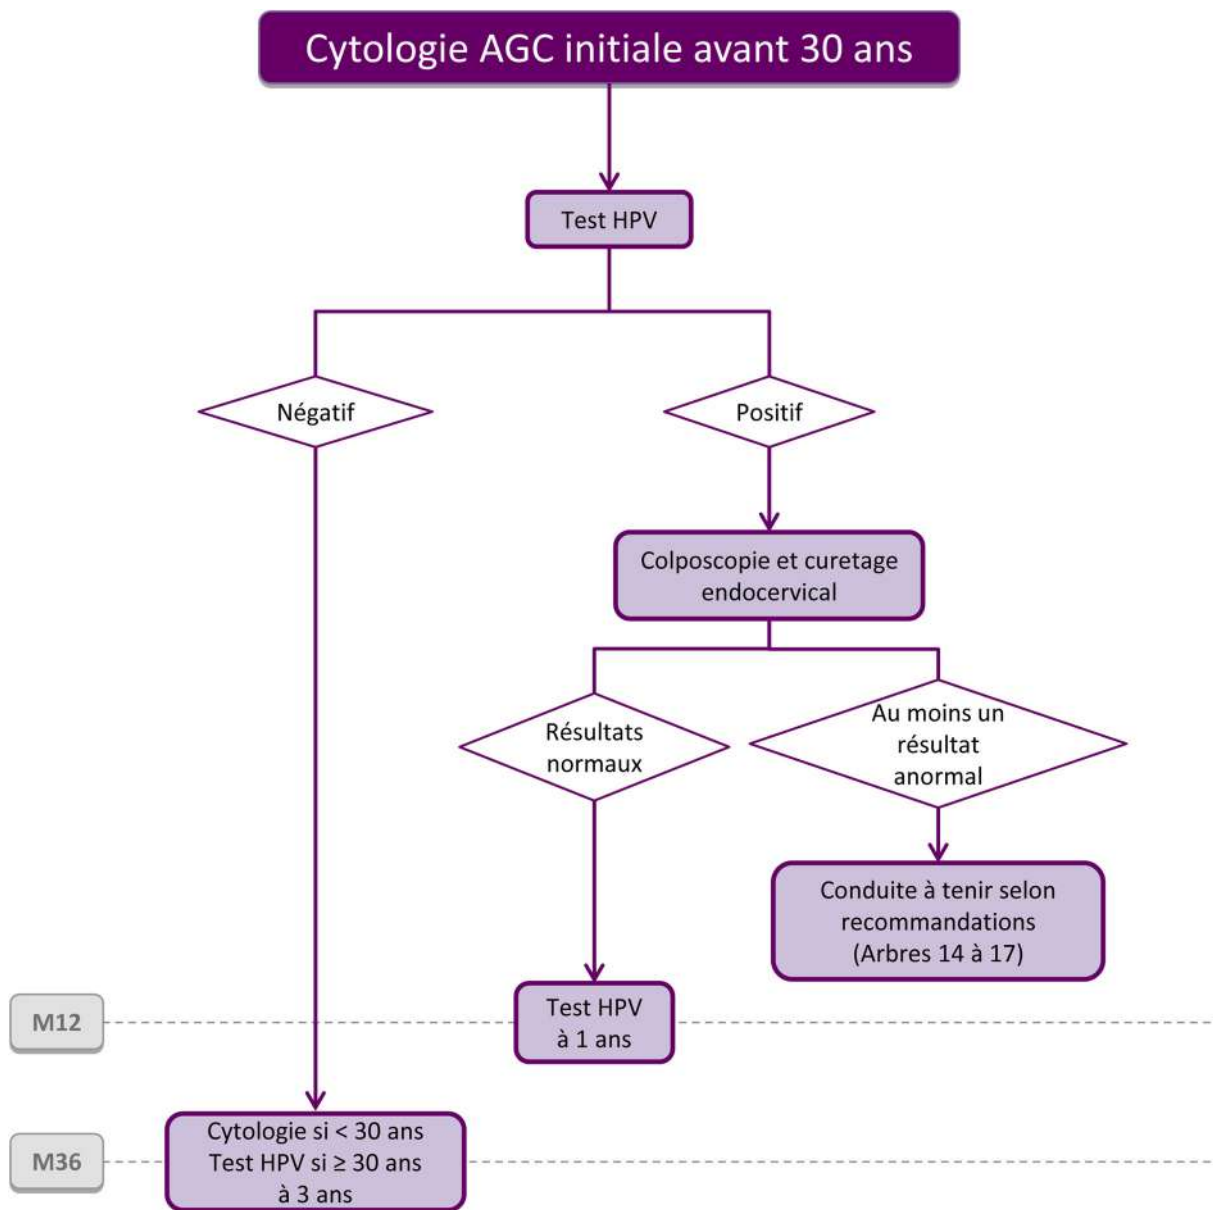 Cytologie AGC initiale avant 30 ans
Test HPV
Négatif
Positif
Colposcopie et curetage
endocervical
Résultats
normaux
Au moins un
résultat
anormal
Conduite à tenir selon
recommandations
(Arbres 14 à 17)
M12
Test HPV
à 1 ans
M36
Cytologie si < 30 ans
Test HPV si ≥ 30 ans
à 3 ans